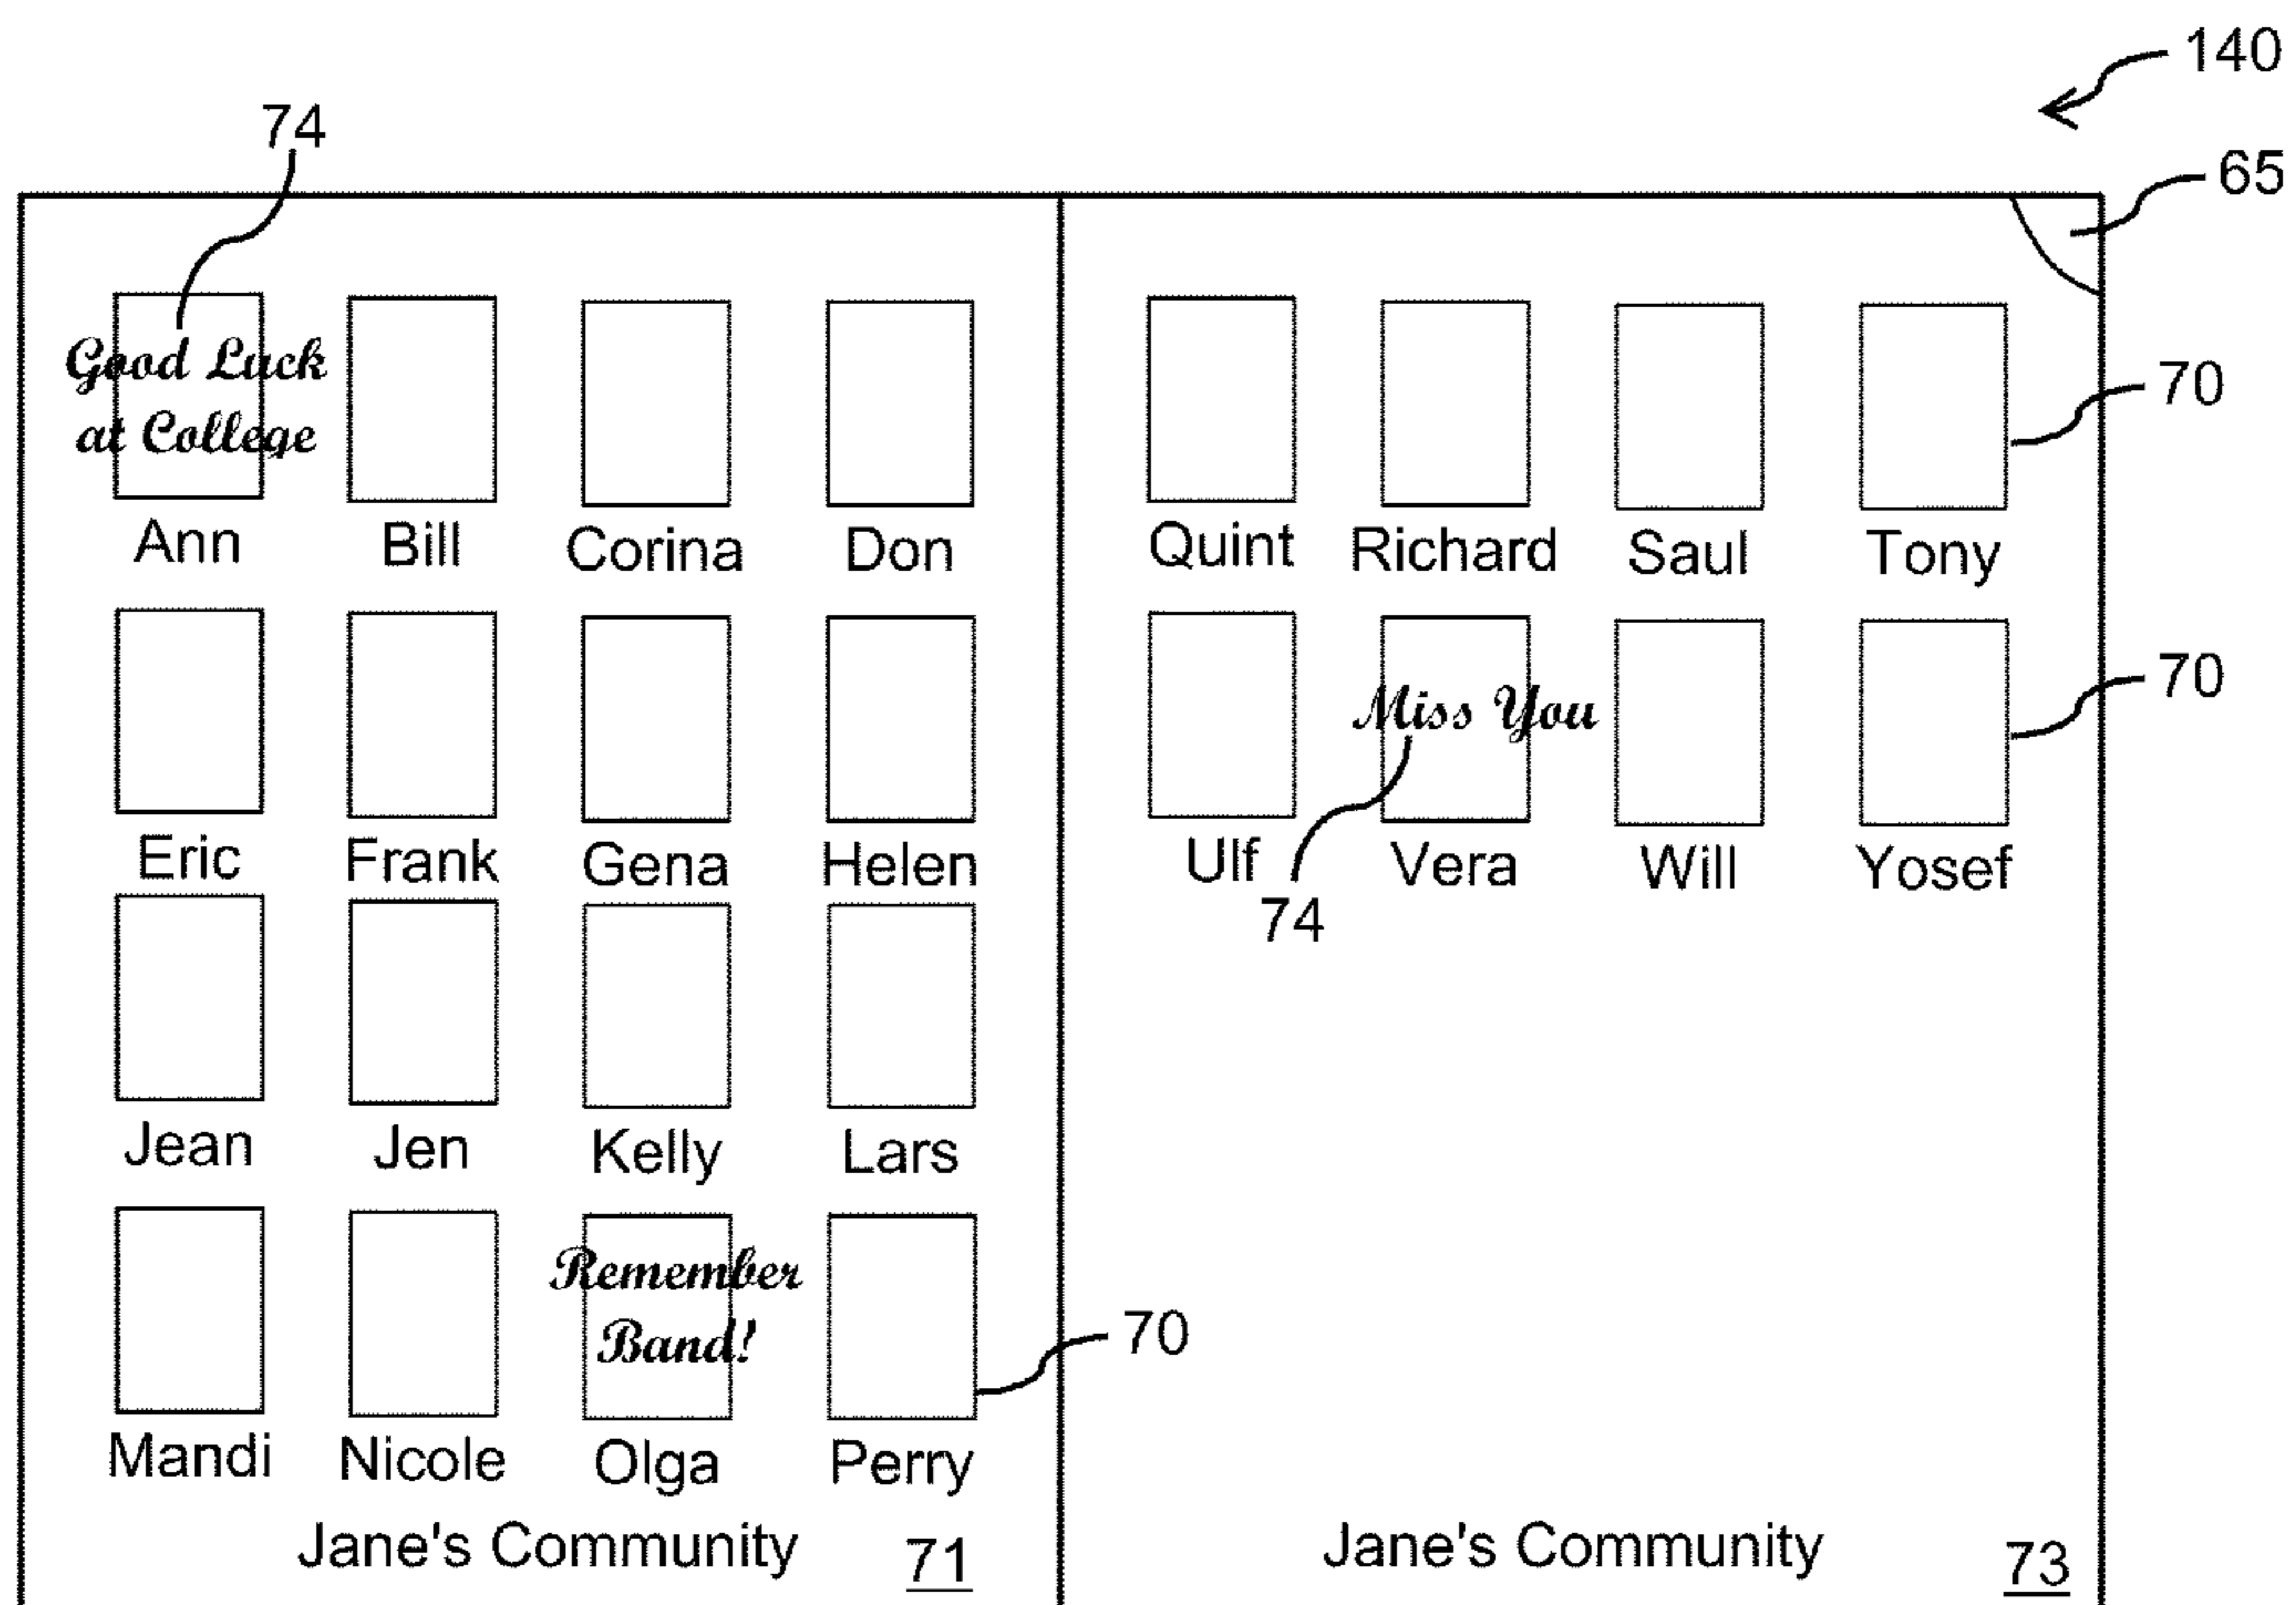 140
65
74
Good Luck
at College
70
Ann Bill Corina Don Quint Richard Saul Tony
70
Miss You
Eric Frank Gena Helen Ulf Vera Will Yosef
74
Jean Jen Kelly Lars
Remember
Band!
70
Mandi Nicole Olga Perry
Jane's Community 71 Jane's Community 73